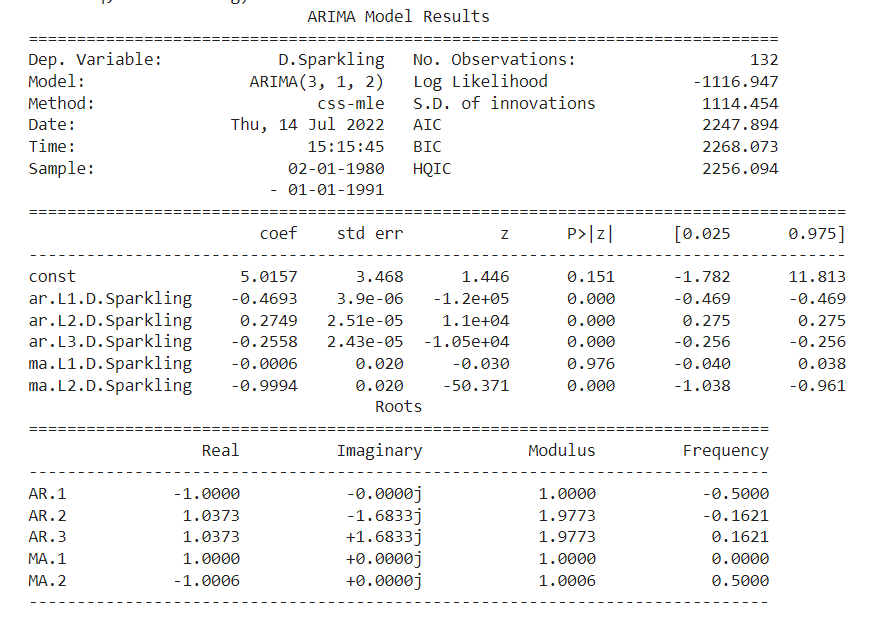 ARIMA Model Results
==============================================================================
Dep. Variable: D.Sparkling No. Observations: 132
Model: ARIMA(3, 1, 2) Log Likelihood -1116.947
Method: css-mle S.D. of innovations 1114.454
Date: Thu, 14 Jul 2022 AIC 2247.894
Time: 15:15:45 BIC 2268.073
Sample: 02-01-1980 HQIC 2256.094
- 01-01-1991
=====================================================================================
coef std err z P>|z| [0.025 0.975]
-------------------------------------------------------------------------------------
const 5.0157 3.468 1.446 0.151 -1.782 11.813
ar.L1.D.Sparkling -0.4693 3.9e-06 -1.2e+05 0.000 -0.469 -0.469
ar.L2.D.Sparkling 0.2749 2.51e-05 1.1e+04 0.000 0.275 0.275
ar.L3.D.Sparkling -0.2558 2.43e-05 -1.05e+04 0.000 -0.256 -0.256
ma.L1.D.Sparkling -0.0006 0.020 -0.030 0.976 -0.040 0.038
ma.L2.D.Sparkling -0.9994 0.020 -50.371 0.000 -1.038 -0.961
Roots
=============================================================================
Real Imaginary Modulus Frequency
-----------------------------------------------------------------------------
AR.1 -1.0000 -0.0000j 1.0000 -0.5000
AR.2 1.0373 -1.6833j 1.9773 -0.1621
AR.3 1.0373 +1.6833j 1.9773 0.1621
MA.1 1.0000 +0.0000j 1.0000 0.0000
MA.2 -1.0006 +0.0000j 1.0006 0.5000
-----------------------------------------------------------------------------